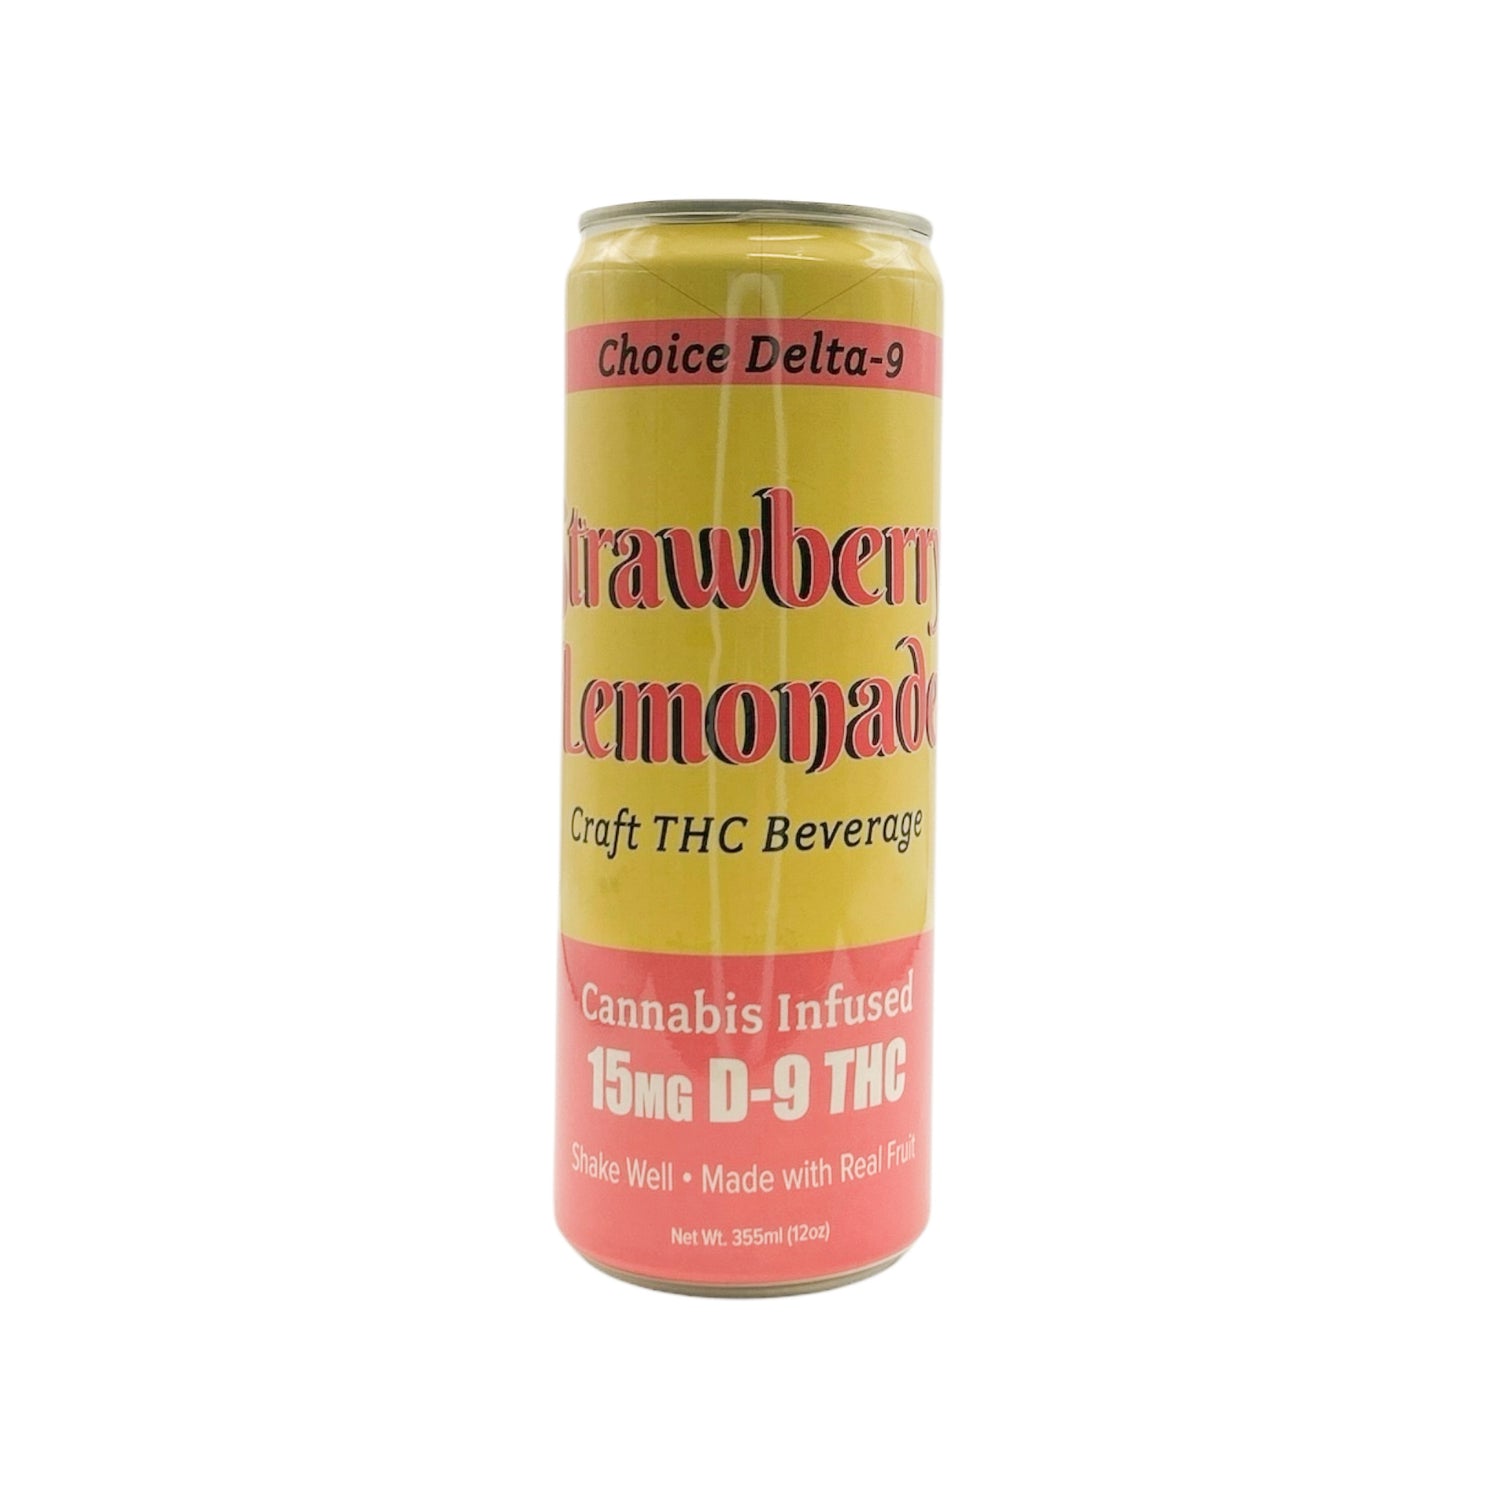 Choice Delta-9
Strawberry
Lemonade
Craft THC Beverage
Cannabis Infused
15MG D-9 THC
Shake Well • Made with Real Fruit
Net Wt. 355ml (12oz)